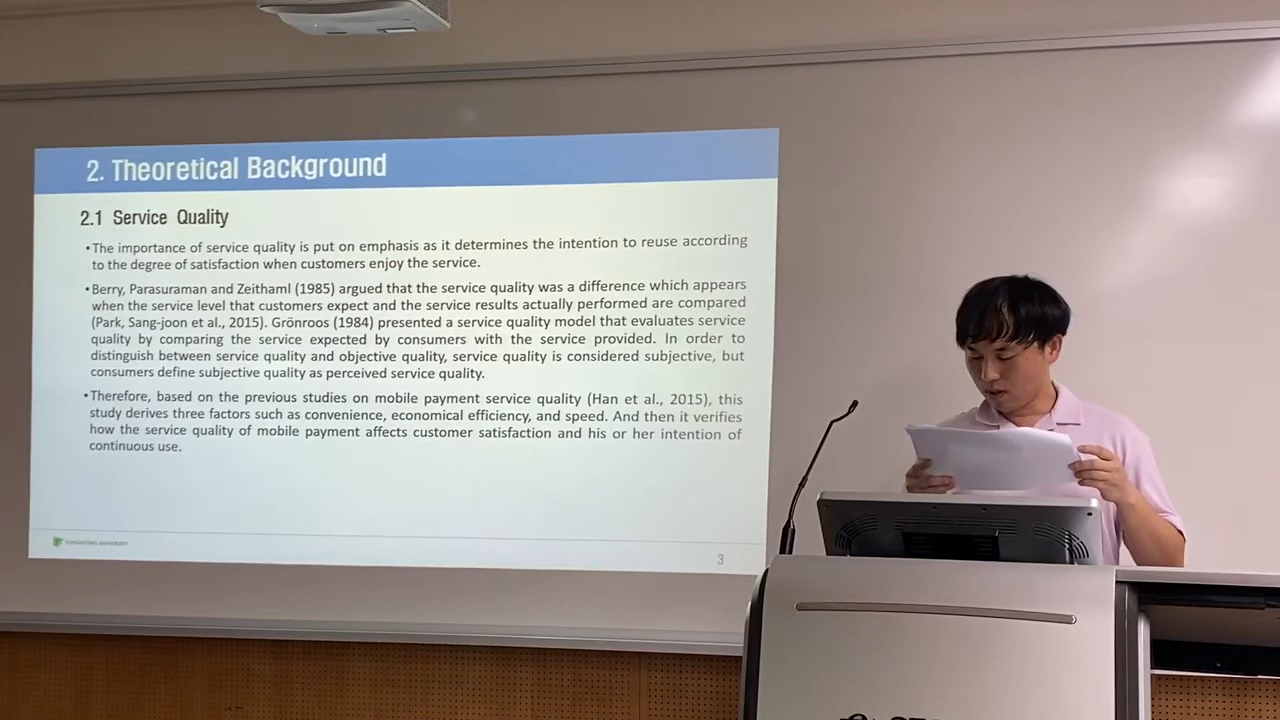 2. Theoretical Background
2.1 Service Quality
•The importance of service quality is put on emphasis as it determines the intention to reuse according
to the degree of satisfaction when customers enjoy the service.
•Berry, Parasuraman and Zeithaml (1985) argued that the service quality was a difference which appears
when the service level that customers expect and the service results actually performed are compared
(Park, Sang-joon et al., 2015). Grönroos (1984) presented a service quality model that evaluates service
quality by comparing the service expected by consumers with the service provided. In order to
distinguish between service quality and objective quality, service quality is considered subjective, but
consumers define subjective quality as perceived service quality.
•Therefore, based on the previous studies on mobile payment service quality (Han et al., 2015), this
study derives three factors such as convenience, economical efficiency, and speed. And then it verifies
how the service quality of mobile payment affects customer satisfaction and his or her intention of
continuous use.
UNIVERSITY
3